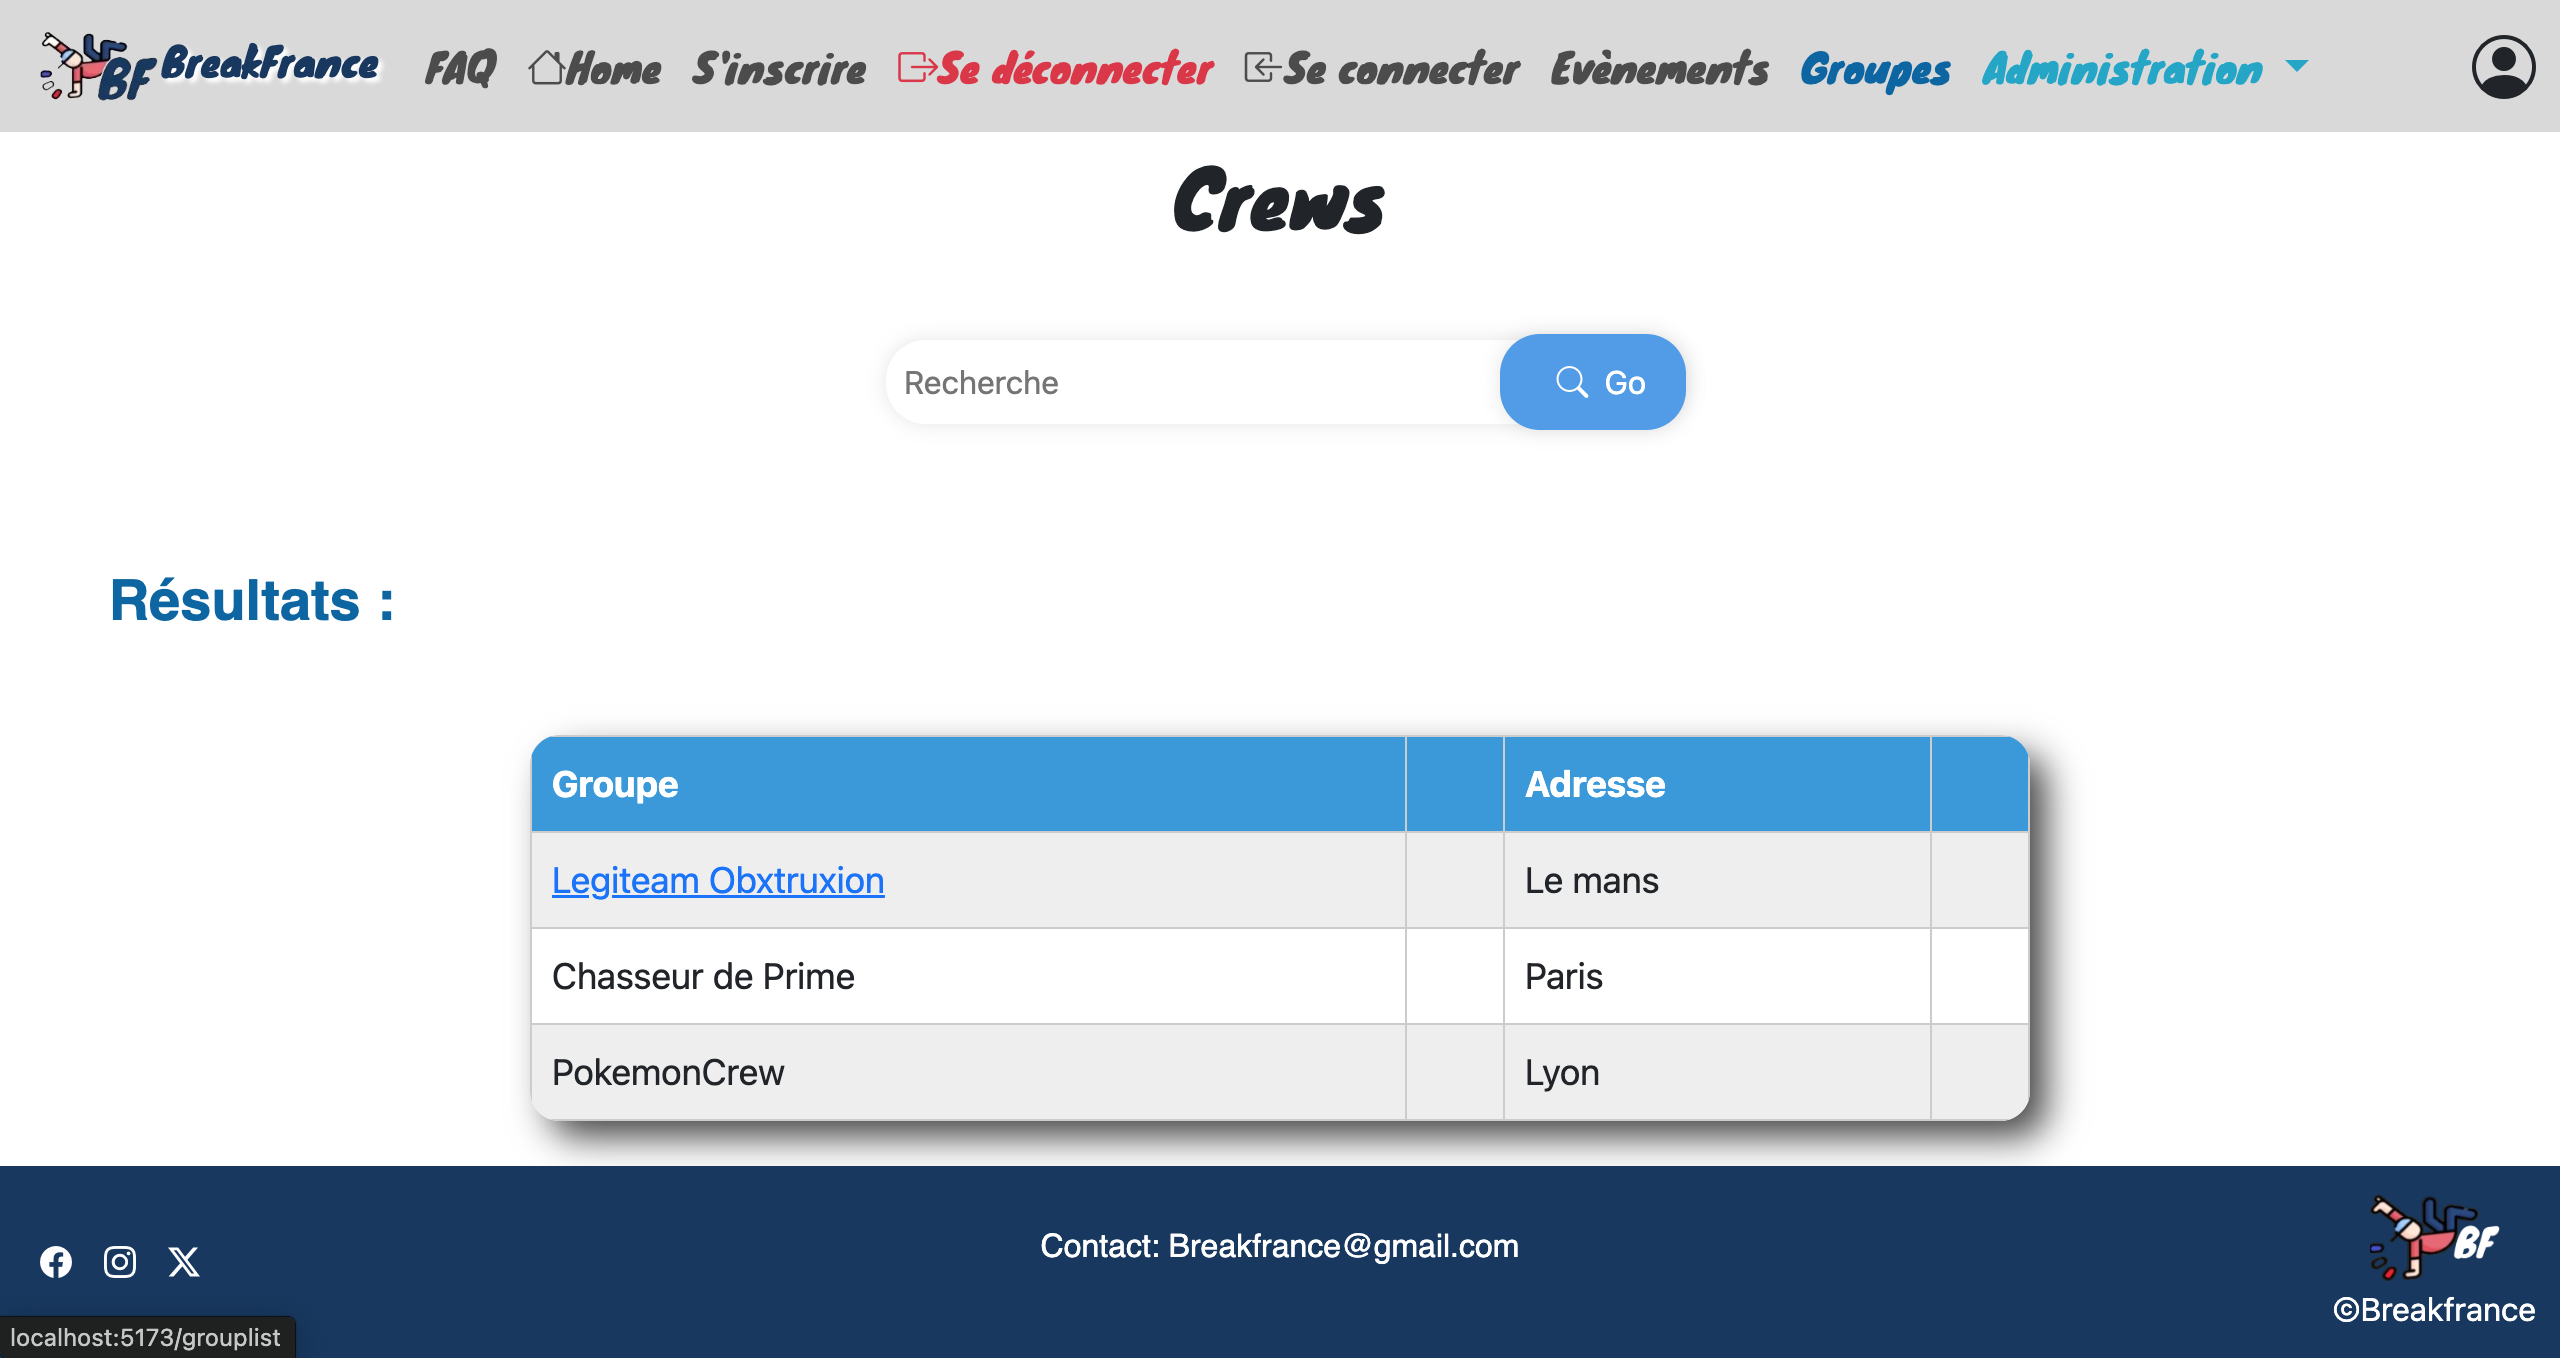 BF BreakFrance FAQ Home S'inscrire Se déconnecter Se connecter Evènements Groupes Administration
Crews
Recherche Go
Résultats :
Groupe Adresse
Legiteam Obxtruxion Le mans
Chasseur de Prime Paris
PokemonCrew Lyon
Contact: Breakfrance@gmail.com
BF
©Breakfrance
localhost:5173/grouplist